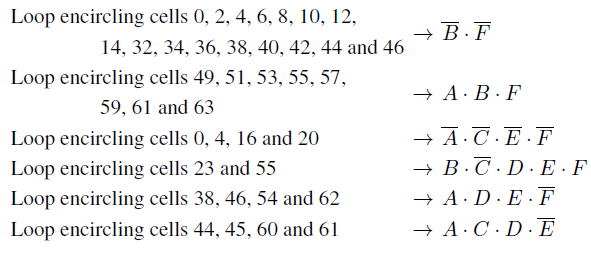 Loop encircling cells 0, 2, 4, 6, 8, 10, 12,
14, 32, 34, 36, 38, 40, 42, 44 and 46 → B̅ · F̅
Loop encircling cells 49, 51, 53, 55, 57,
59, 61 and 63 → A · B · F
Loop encircling cells 0, 4, 16 and 20 → A̅ · C̅ · E̅ · F̅
Loop encircling cells 23 and 55 → B · C̅ · D · E · F
Loop encircling cells 38, 46, 54 and 62 → A · D · E · F̅
Loop encircling cells 44, 45, 60 and 61 → A · C · D · E̅